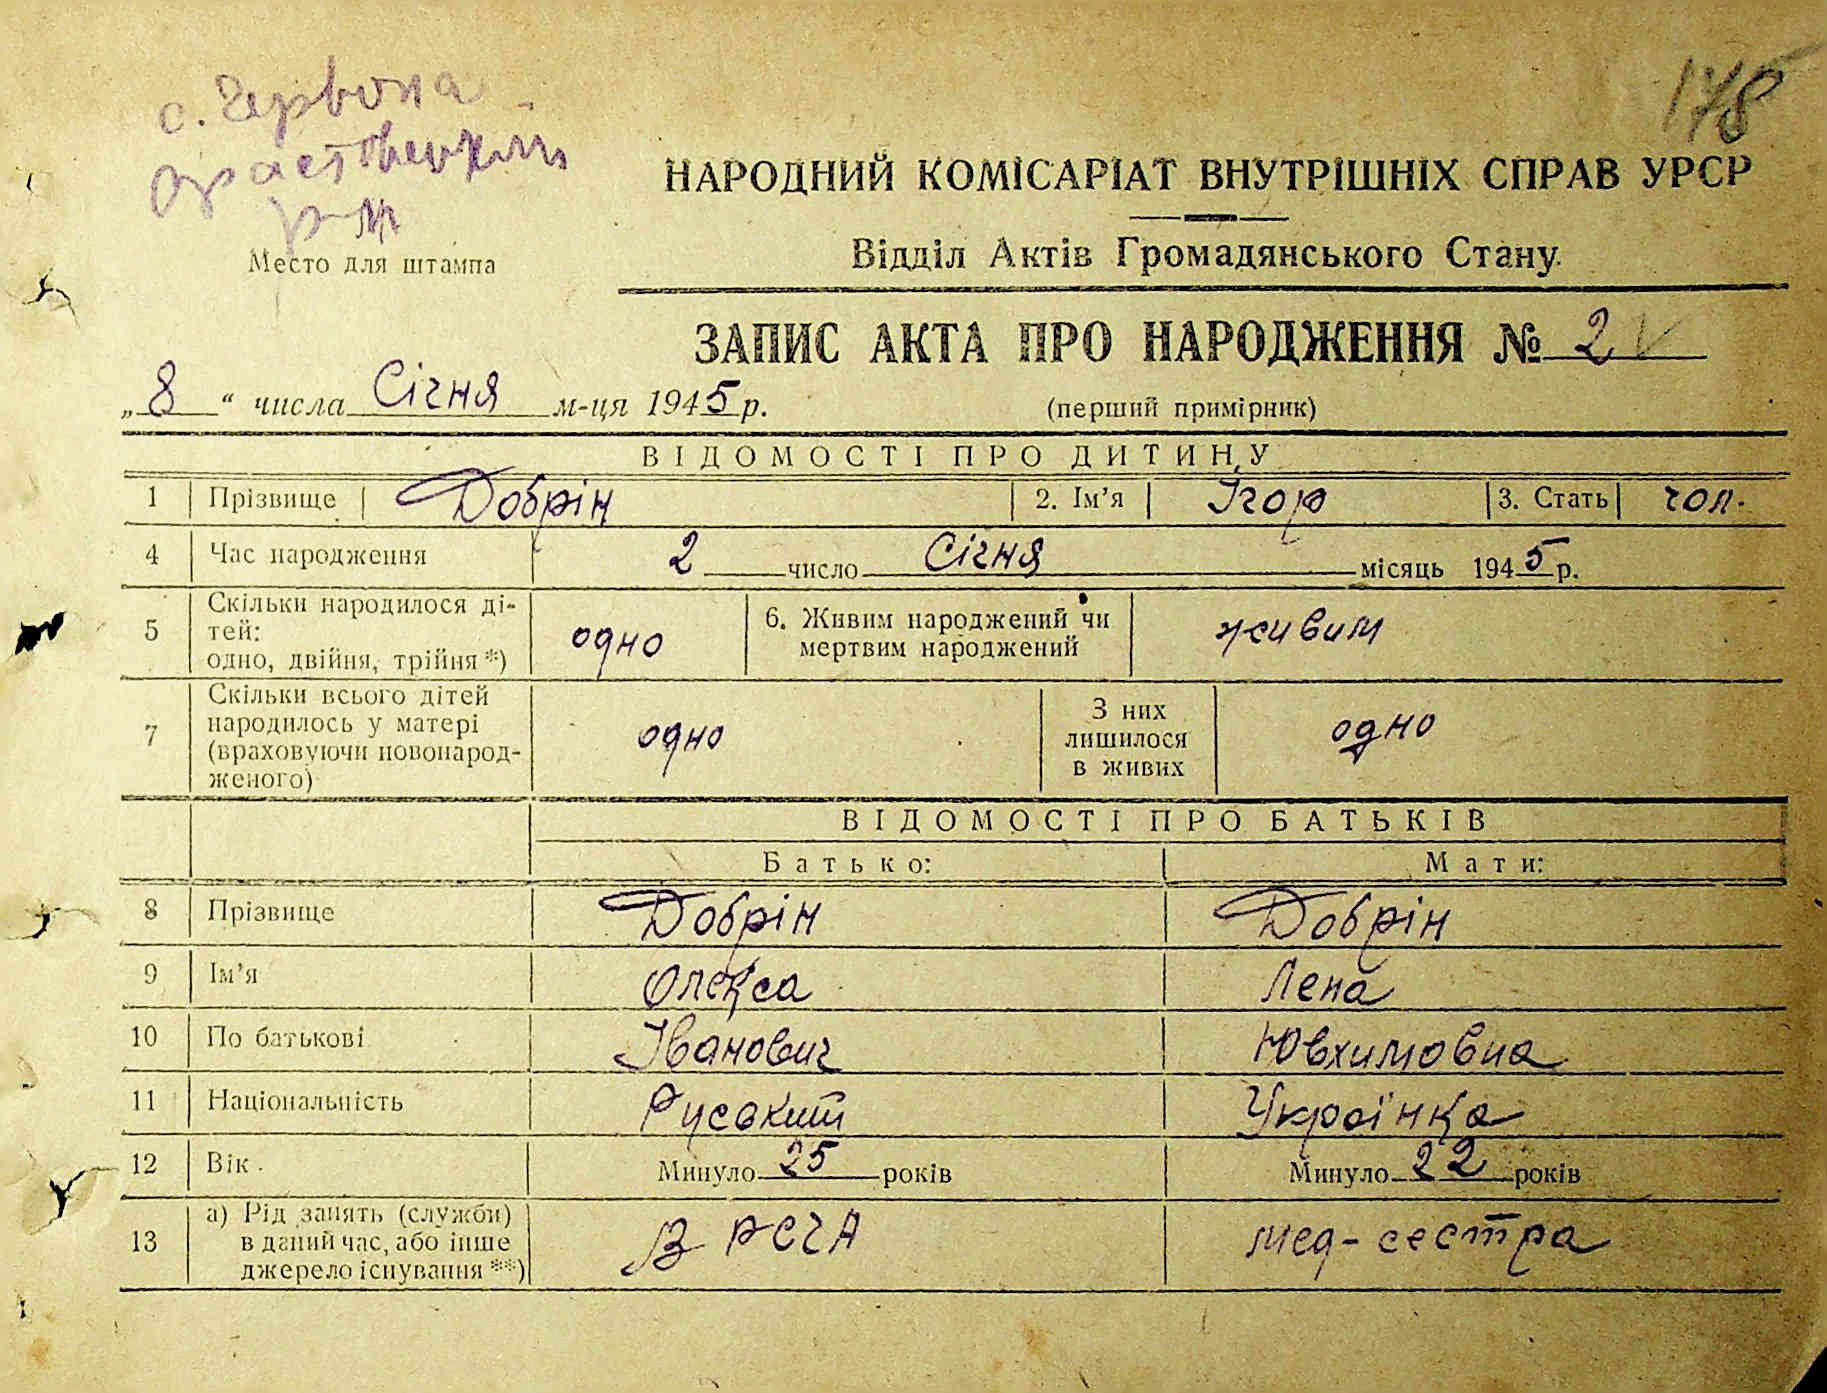 с. Червона
р-н
178
НАРОДНИЙ КОМІСАРІАТ ВНУТРІШНІХ СПРАВ УРСР
Место для штампа
Відділ Актів Громадянського Стану.
ЗАПИС АКТА ПРО НАРОДЖЕННЯ № 2
„8“ числа Січня м-ця 1945 р. (перший примірник)
ВІДОМОСТІ ПРО ДИТИНУ
1 Прізвище Добрін 2. Ім’я Ігор 3. Стать чол.
4 Час народження 2 число Січня місяць 1945 р.
5 Скільки народилося ді-
тей:
одно, двійня, трійня *) одно 6. Живим народжений чи
мертвим народжений живим
7 Скільки всього дітей
народилось у матері
(враховуючи новонарод-
женого) одно З них
лишилося
в живих одно
ВІДОМОСТІ ПРО БАТЬКІВ
Батько: Мати:
8 Прізвище Добрін Добрін
9 Ім’я Олекса Лена
10 По батькові Іванович Ювхимовна
11 Національність Руський Українка
12 Вік. Минуло 25 років Минуло 22 років
13 а) Рід занять (служби)
в даний час, або інше
джерело існування **) В РСЧА мед-сестра